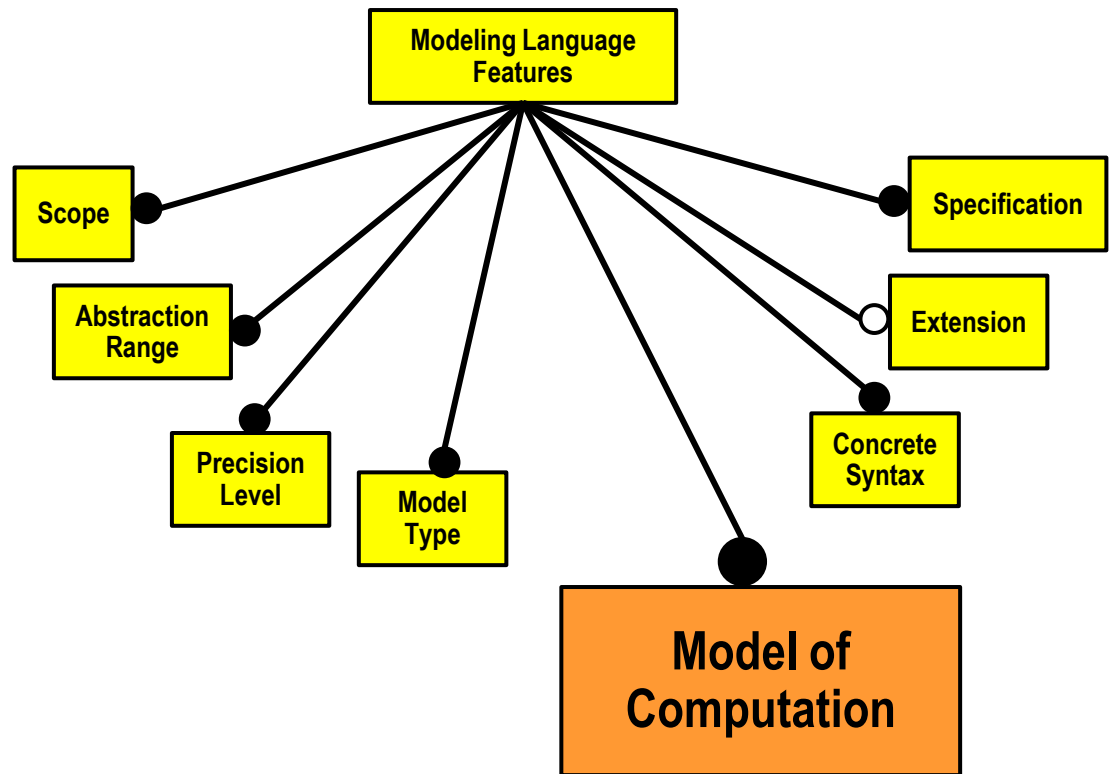 Modeling Language
Features
Scope
Specification
Abstraction
Range
Extension
Precision
Level
Model
Type
Concrete
Syntax
Model of
Computation